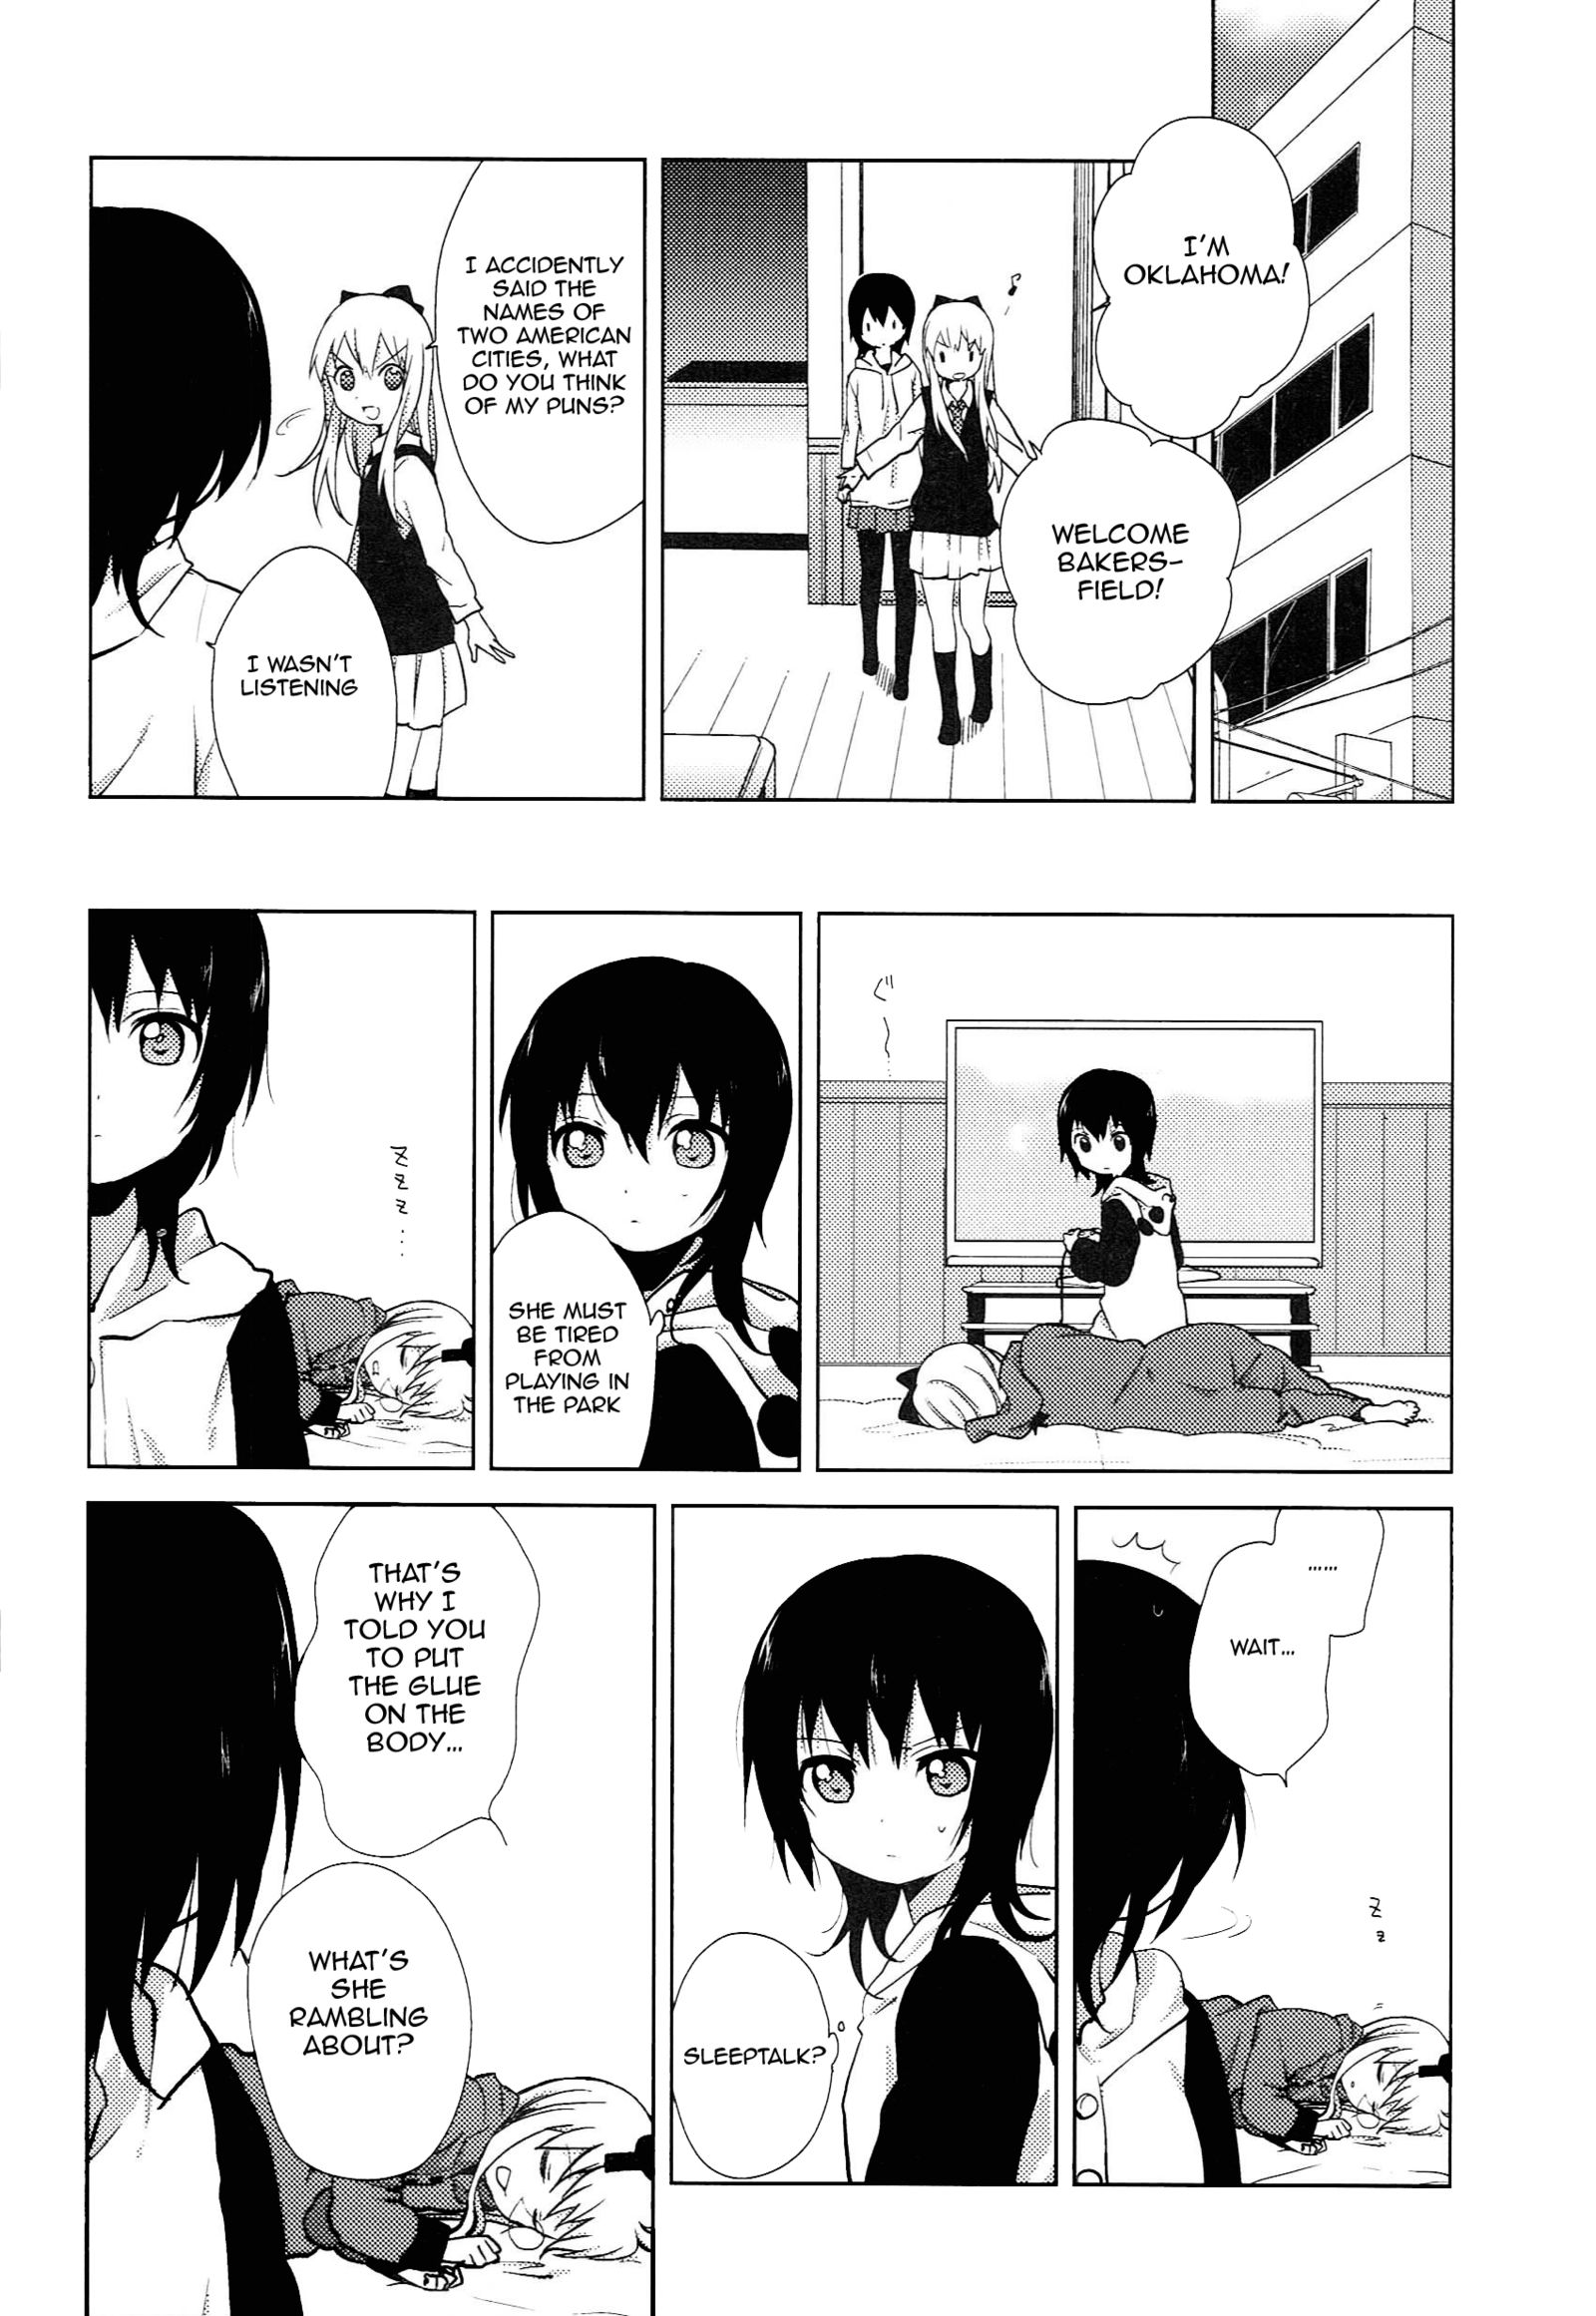 I'M
OKLAHOMA!
WELCOME
BAKERS-
FIELD!
I ACCIDENTLY
SAID THE
NAMES OF
TWO AMERICAN
CITIES, WHAT
DO YOU THINK
OF MY PUNS?
I WASN'T
LISTENING
ぐ〜
SHE MUST
BE TIRED
FROM
PLAYING IN
THE PARK
Z
Z
Z
...
......
WAIT...
Z
z
SLEEPTALK?
THAT'S
WHY I
TOLD YOU
TO PUT
THE GLUE
ON THE
BODY...
WHAT'S
SHE
RAMBLING
ABOUT?